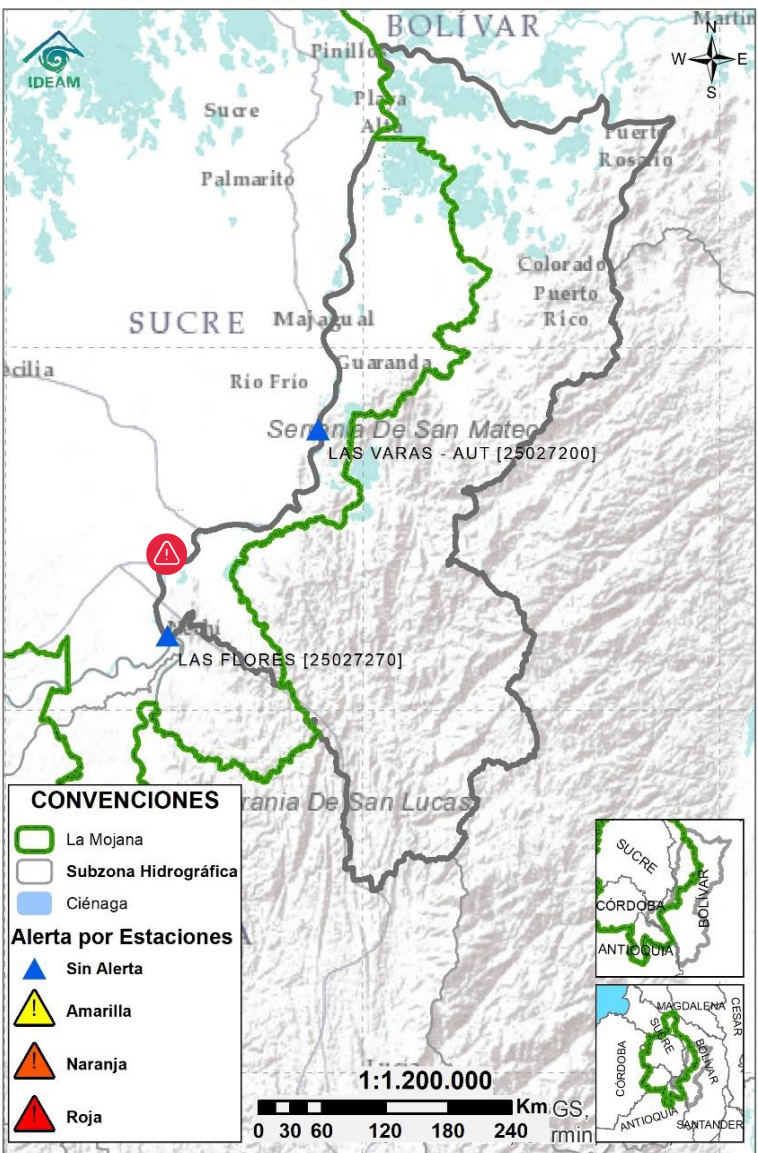 BOLÍVAR
Martin
IDEAM
Pinillos
N
W
E
S
Playa
Alta
Sucre
Puerto
Rosario
Palmarito
Colorado
Puerto
Rico
SUCRE
Majagual
Guaranda
ecilia
Río Frío
Serranía De San Mateo
LAS VARAS - AUT [25027200]
Nechí
LAS FLORES [25027270]
rania De San Lucas
CONVENCIONES
La Mojana
Subzona Hidrográfica
Ciénaga
Alerta por Estaciones
Sin Alerta
Amarilla
Naranja
Roja
A
SUCRE
CÓRDOBA
BOLÍVAR
ANTIOQUIA
MAGDALENA
CESAR
SUCRE
CÓRDOBA
BOLÍVAR
ANTIOQUIA
SANTANDER
1:1.200.000
Km
GS,
rmin
0 30 60 120 180 240